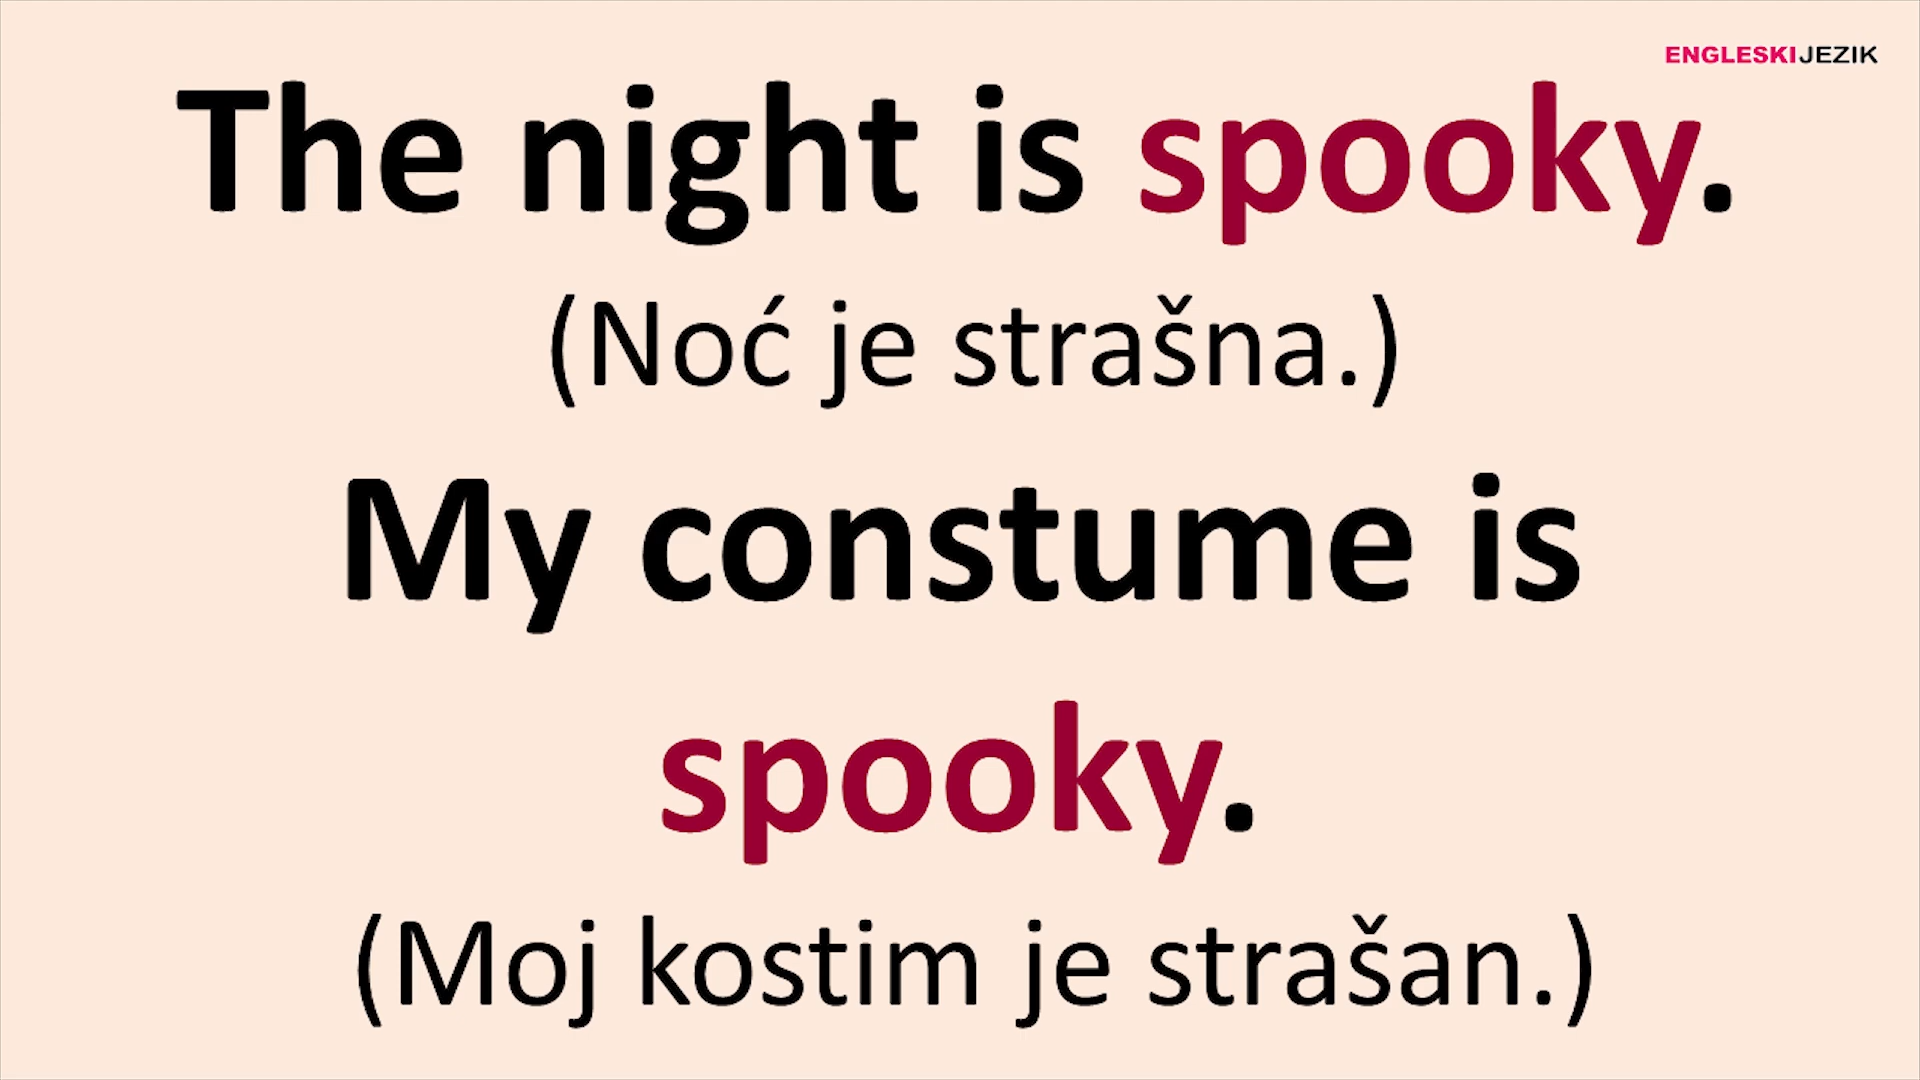 ENGLESKIJEZIK
The night is spooky.
(Noć je strašna.)
My constume is
spooky.
(Moj kostim je strašan.)